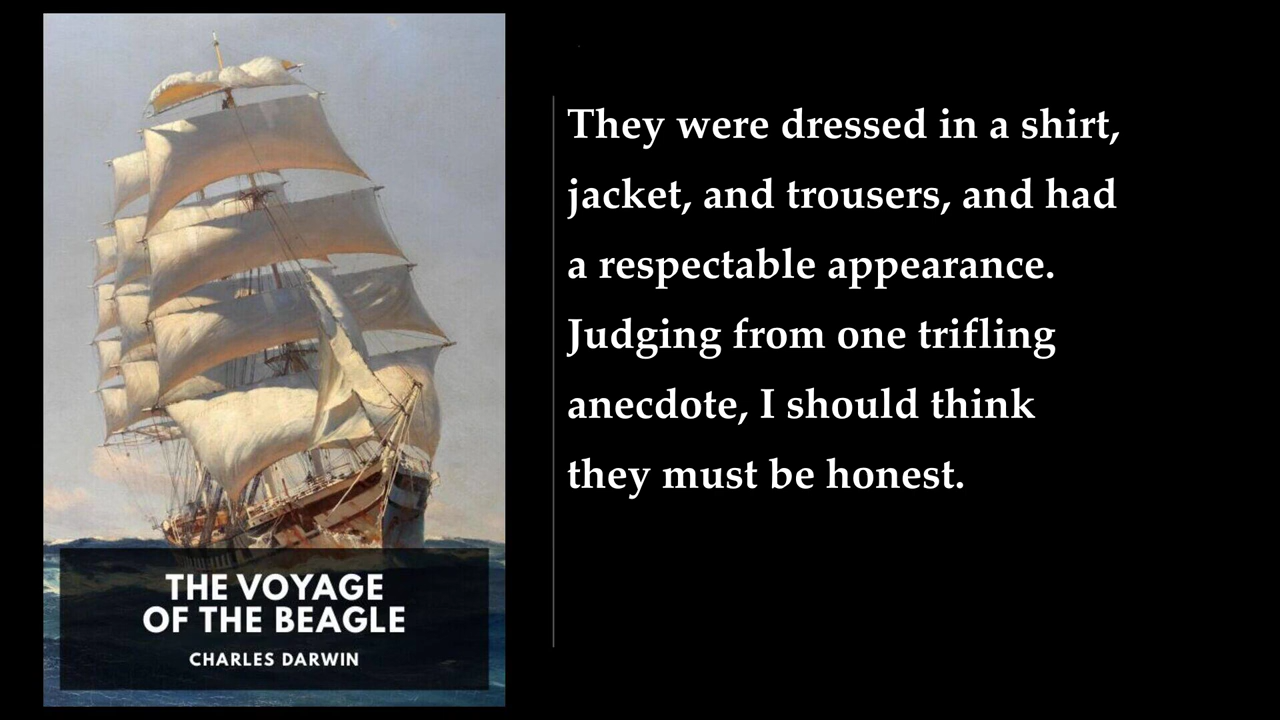 They were dressed in a shirt,
jacket, and trousers, and had
a respectable appearance.
Judging from one trifling
anecdote, I should think
they must be honest.
THE VOYAGE
OF THE BEAGLE
CHARLES DARWIN